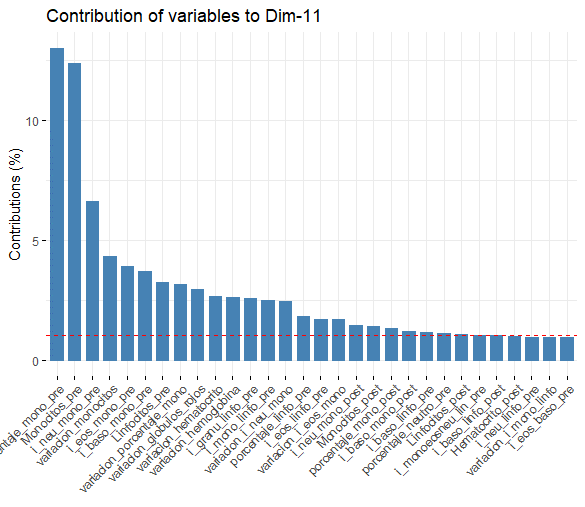 Contribution of variables to Dim-11
Contributions (%)
10
5
0
entaje_mono_pre
Monocitos_pre
I_neu_mono_pre
variacion_monocitos
I_eos_mono_pre
I_baso_mono_pre
Linfocitos_pre
variacion_porcentaje_mono
variacion_globulos_rojos
variacion_hematocrito
variacion_hemoglobina
I_granu_linfo_pre
I_mono_linfo_pre
variacion_I_neu_mono
porcentaje_linfo_pre
I_eos_linfo_pre
variacion_I_eos_mono
I_neu_mono_post
Monocitos_post
porcentaje_mono_post
I_baso_mono_post
I_baso_linfo_pre
porcentaje_neutro_pre
Linfocitos_post
I_monoeosneu_lin_pre
I_baso_linfo_post
Hematocrito_post
I_neu_linfo_pre
variacion_I_mono_linfo
I_eos_baso_pre